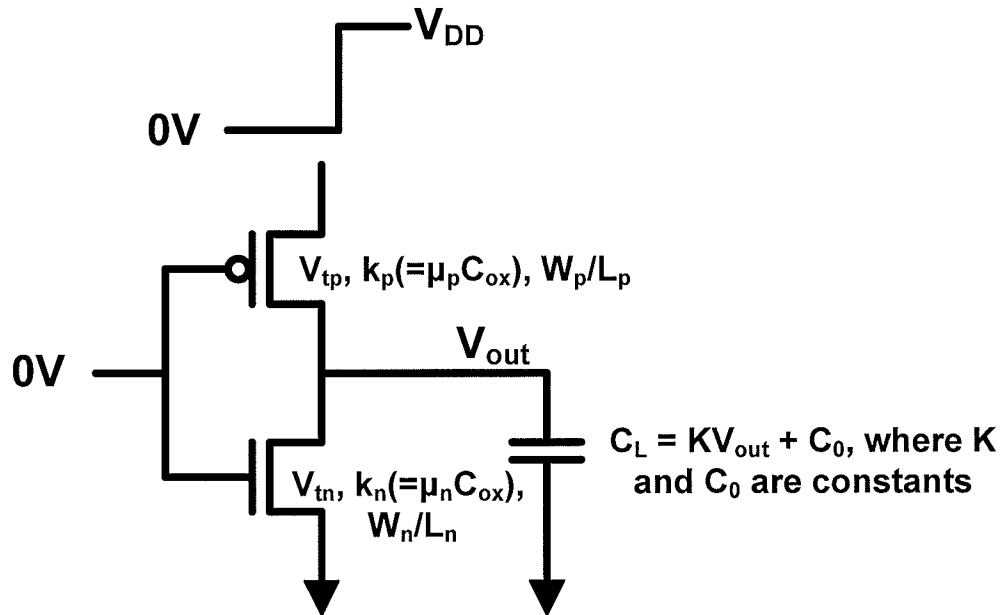 V_DD
0V
V_tp, k_p(=μ_pC_ox), W_p/L_p
V_out
0V
C_L = KV_out + C_0, where K
and C_0 are constants
V_tn, k_n(=μ_nC_ox),
W_n/L_n